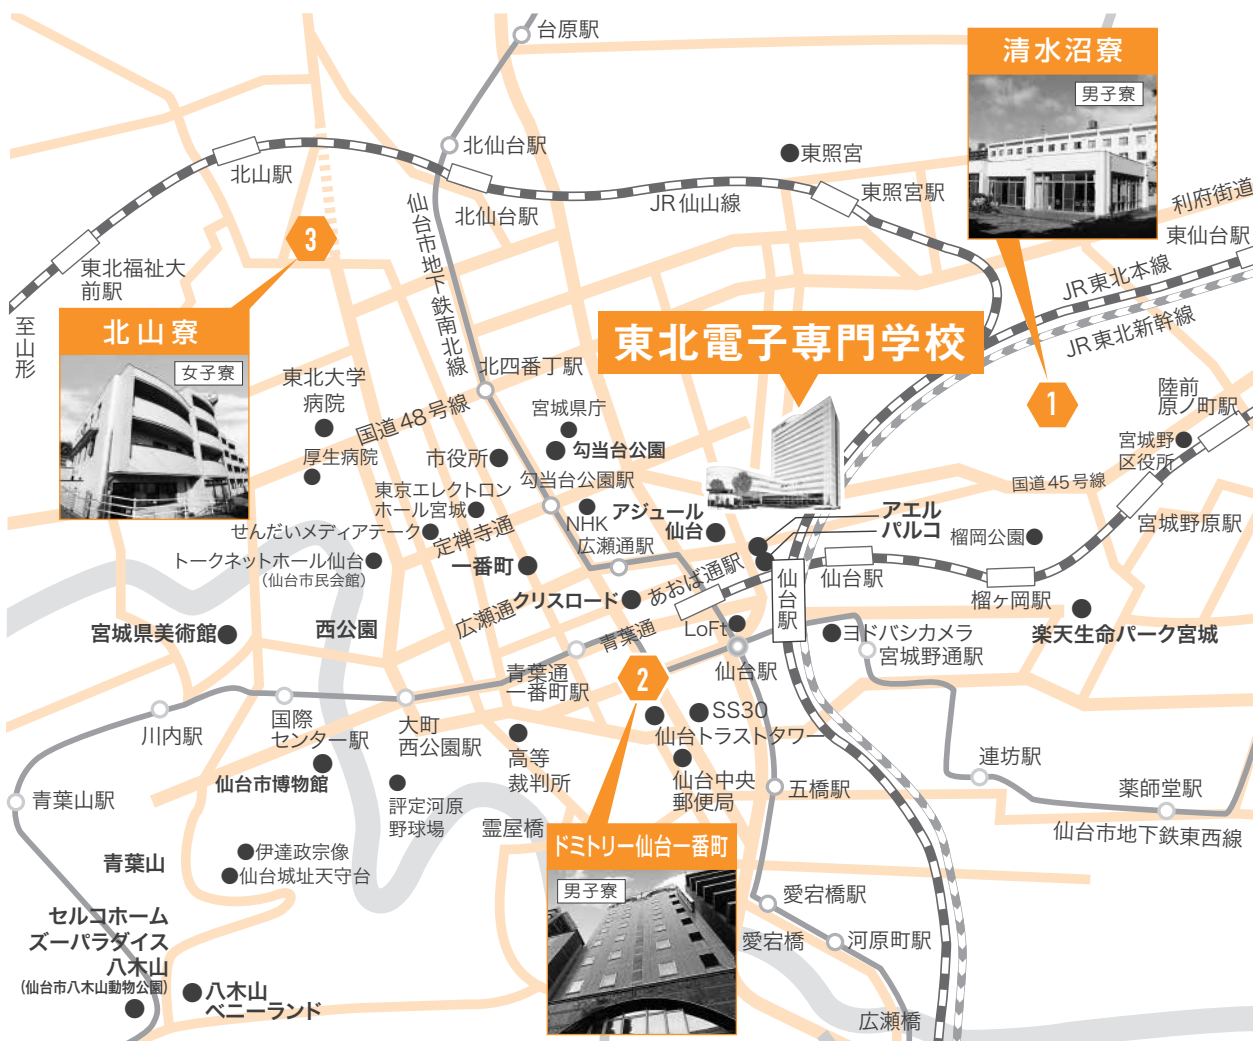 台原駅
清水沼寮
男子寮
北仙台駅
東照宮
北山駅
北仙台駅
JR仙山線
東照宮駅
利府街道
東仙台駅
仙台市地下鉄南北線
東北福祉大
前駅
JR東北本線
JR東北新幹線
3
至山形
北山寮
女子寮
東北電子専門学校
北四番丁駅
東北大学
病院
国道48号線
宮城県庁
1
陸前
原ノ町駅
厚生病院
市役所
勾当台公園
宮城野
区役所
勾当台公園駅
国道45号線
東京エレクトロン
ホール宮城
せんだいメディアテーク
定禅寺通
NHK
アジュール
仙台
アエル
パルコ
宮城野原駅
榴岡公園
トークネットホール仙台
(仙台市民会館)
広瀬通駅
一番町
あおば通駅
仙台駅
仙台駅
榴ヶ岡駅
広瀬通
クリスロード
宮城県美術館
西公園
青葉通
LoFt
ヨドバシカメラ
楽天生命パーク宮城
宮城野通駅
青葉通
一番町駅
2
仙台駅
川内駅
国際
センター駅
大町
西公園駅
SS30
仙台トラストタワー
高等
裁判所
仙台市博物館
仙台中央
郵便局
連坊駅
五橋駅
薬師堂駅
青葉山駅
評定河原
野球場
霊屋橋
仙台市地下鉄東西線
ドミトリー仙台一番町
男子寮
青葉山
伊達政宗像
仙台城址天守台
愛宕橋駅
セルコホーム
ズーパラダイス
八木山
(仙台市八木山動物公園)
愛宕橋
河原町駅
八木山
ベニーランド
広瀬橋